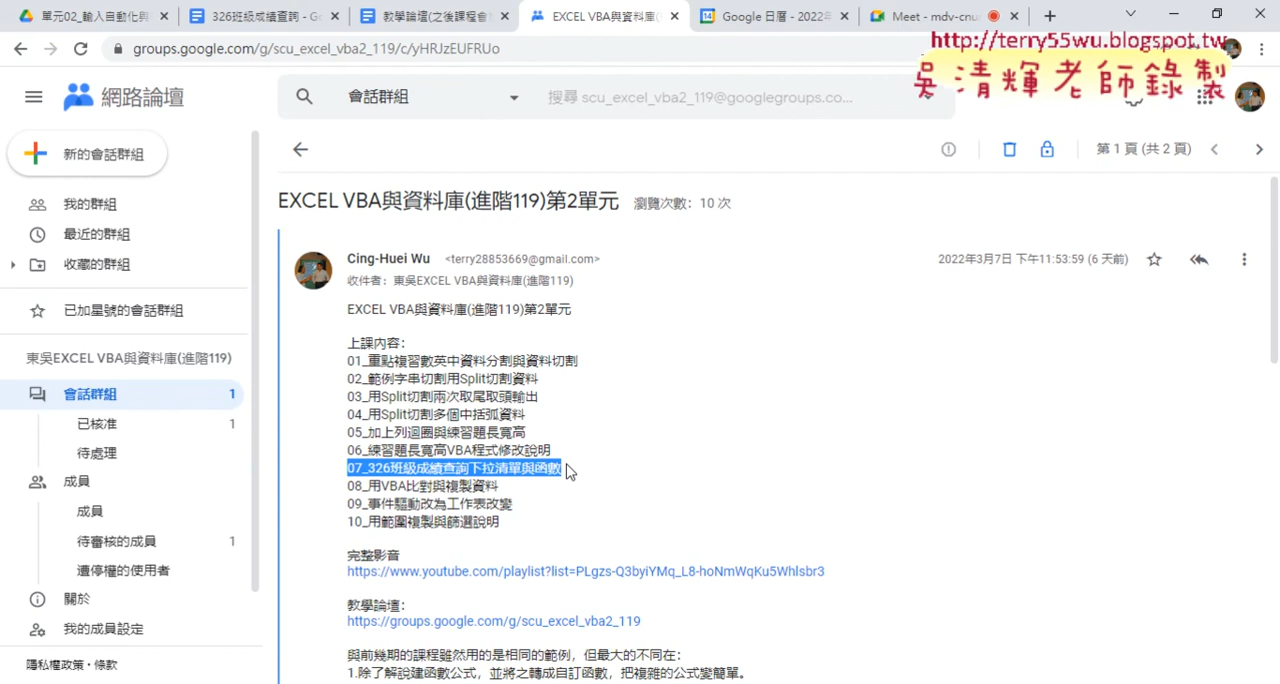 單元02_輸入自動化與
326班級成績查詢 - Go
教學論壇(之後課程會
EXCEL VBA與資料庫(
Google 日曆 - 2022年
Meet - mdv-cnu
groups.google.com/g/scu_excel_vba2_119/c/yHRJzEUFRUo
http://terry55wu.blogspot.tw
吳清輝老師錄製
網路論壇
會話群組
搜尋 scu_excel_vba2_119@googlegroups.co...
新的會話群組
第 1 頁 (共 2 頁)
我的群組
最近的群組
收藏的群組
已加星號的會話群組
東吳EXCEL VBA與資料庫(進階119)
會話群組 1
已核准 1
待處理
成員
成員
待審核的成員 1
遭停權的使用者
關於
我的成員設定
隱私權政策 • 條款
EXCEL VBA與資料庫(進階119)第2單元 瀏覽次數: 10 次
Cing-Huei Wu <terry28853669@gmail.com>
2022年3月7日 下午11:53:59 (6 天前)
收件者: 東吳EXCEL VBA與資料庫(進階119)
EXCEL VBA與資料庫(進階119)第2單元
上課內容:
01_重點複習數英中資料分割與資料切割
02_範例字串切割用Split切割資料
03_用Split切割兩次取尾取頭輸出
04_用Split切割多個中括弧資料
05_加上列迴圈與練習題長寬高
06_練習題長寬高VBA程式修改說明
07_326班級成績查詢下拉清單與函數
08_用VBA比對與複製資料
09_事件驅動改為工作表改變
10_用範圍複製與篩選說明
完整影音
https://www.youtube.com/playlist?list=PLgzs-Q3byiYMq_L8-hoNmWqKu5Whlsbr3
教學論壇:
https://groups.google.com/g/scu_excel_vba2_119
與前幾期的課程雖然用的是相同的範例，但最大的不同在:
1.除了解說建函數公式，並將之轉成自訂函數，把複雜的公式變簡單。